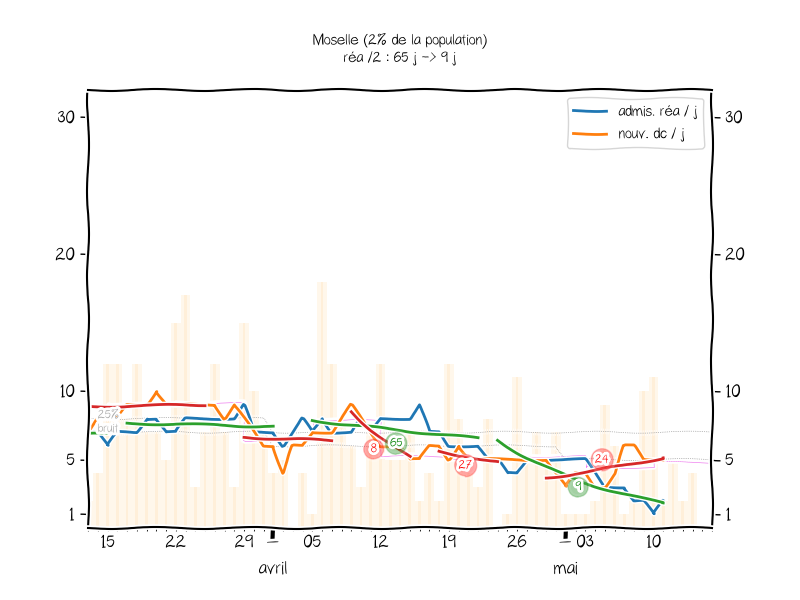 Moselle (2% de la population)
réa /2 : 65 j -> 9 j
admis. réa / j
nouv. dc / j
30 30
20 20
10 10
5 5
1 1
25%
bruit
8 65 27 9 24
15 22 29 05 12 19 26 03 10
avril mai